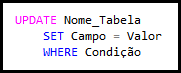 UPDATE Nome_Tabela
SET Campo = Valor
WHERE Condição